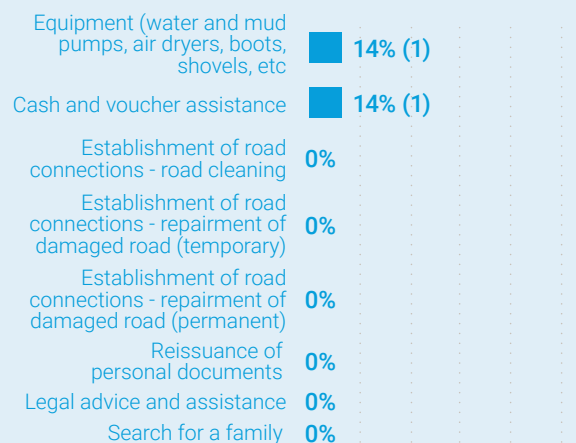 Equipment (water and mud
pumps, air dryers, boots,
shovels, etc
14% (1)
Cash and voucher assistance
14% (1)
Establishment of road
connections - road cleaning
0%
Establishment of road
connections - repairment of
damaged road (temporary)
0%
Establishment of road
connections - repairment of
damaged road (permanent)
0%
Reissuance of
personal documents
0%
Legal advice and assistance
0%
Search for a family
0%